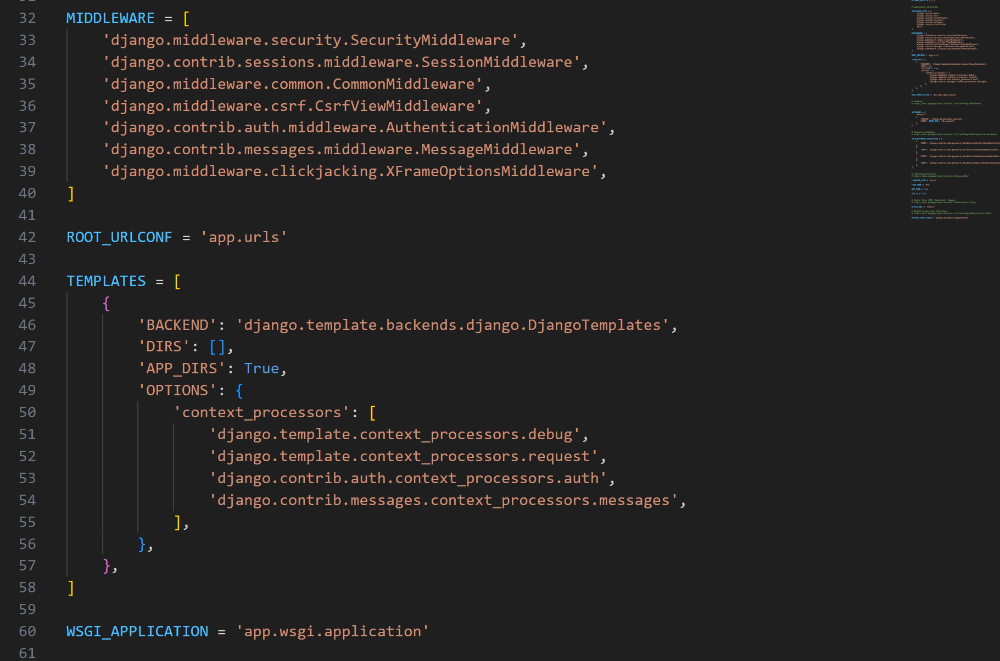 32 MIDDLEWARE = [
33     'django.middleware.security.SecurityMiddleware',
34     'django.contrib.sessions.middleware.SessionMiddleware',
35     'django.middleware.common.CommonMiddleware',
36     'django.middleware.csrf.CsrfViewMiddleware',
37     'django.contrib.auth.middleware.AuthenticationMiddleware',
38     'django.contrib.messages.middleware.MessageMiddleware',
39     'django.middleware.clickjacking.XFrameOptionsMiddleware',
40 ]
41
42 ROOT_URLCONF = 'app.urls'
43
44 TEMPLATES = [
45     {
46         'BACKEND': 'django.template.backends.django.DjangoTemplates',
47         'DIRS': [],
48         'APP_DIRS': True,
49         'OPTIONS': {
50             'context_processors': [
51                 'django.template.context_processors.debug',
52                 'django.template.context_processors.request',
53                 'django.contrib.auth.context_processors.auth',
54                 'django.contrib.messages.context_processors.messages',
55             ],
56         },
57     },
58 ]
59
60 WSGI_APPLICATION = 'app.wsgi.application'
61